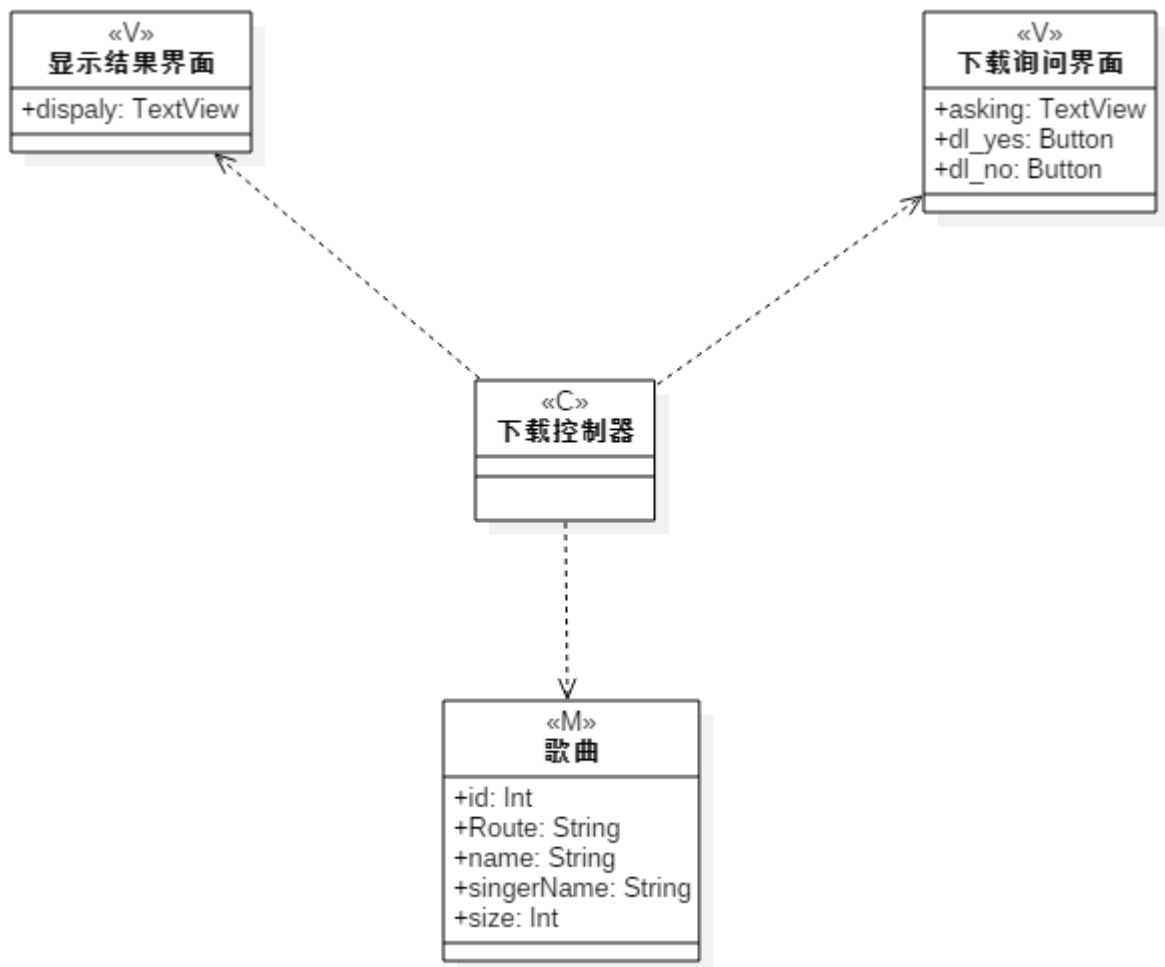 «V»
显示结果界面
+dispaly: TextView
«V»
下载询问界面
+asking: TextView
+dl_yes: Button
+dl_no: Button
«C»
下载控制器
«M»
歌曲
+id: Int
+Route: String
+name: String
+singerName: String
+size: Int